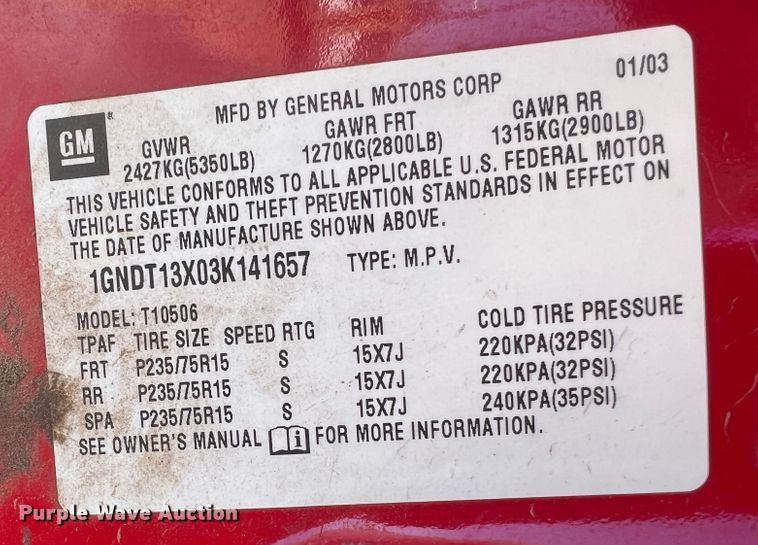 GM ®
MFD BY GENERAL MOTORS CORP 01/03
GVWR GAWR FRT GAWR RR
2427KG(5350LB) 1270KG(2800LB) 1315KG(2900LB)
THIS VEHICLE CONFORMS TO ALL APPLICABLE U.S. FEDERAL MOTOR
VEHICLE SAFETY AND THEFT PREVENTION STANDARDS IN EFFECT ON
THE DATE OF MANUFACTURE SHOWN ABOVE.
1GNDT13X03K141657 TYPE: M.P.V.
MODEL: T10506
TPAF TIRE SIZE SPEED RTG RIM COLD TIRE PRESSURE
FRT P235/75R15 S 15X7J 220KPA(32PSI)
RR P235/75R15 S 15X7J 220KPA(32PSI)
SPA P235/75R15 S 15X7J 240KPA(35PSI)
SEE OWNER'S MANUAL i FOR MORE INFORMATION.
Purple Wave Auction